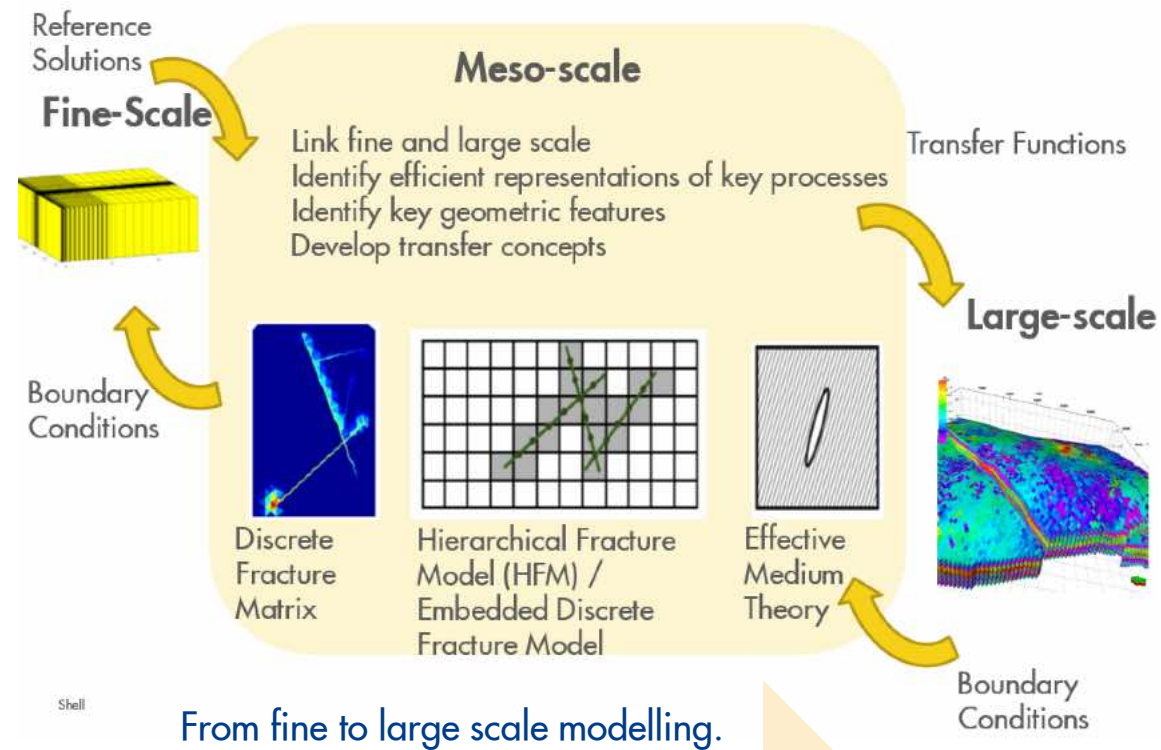 Reference
Solutions
Fine-Scale
Meso-scale
Link fine and large scale
Identify efficient representations of key processes
Identify key geometric features
Develop transfer concepts
Transfer Functions
Large-scale
Boundary
Conditions
Discrete
Fracture
Matrix
Hierarchical Fracture
Model (HFM) /
Embedded Discrete
Fracture Model
Effective
Medium
Theory
Boundary
Conditions
Shell
From fine to large scale modelling.